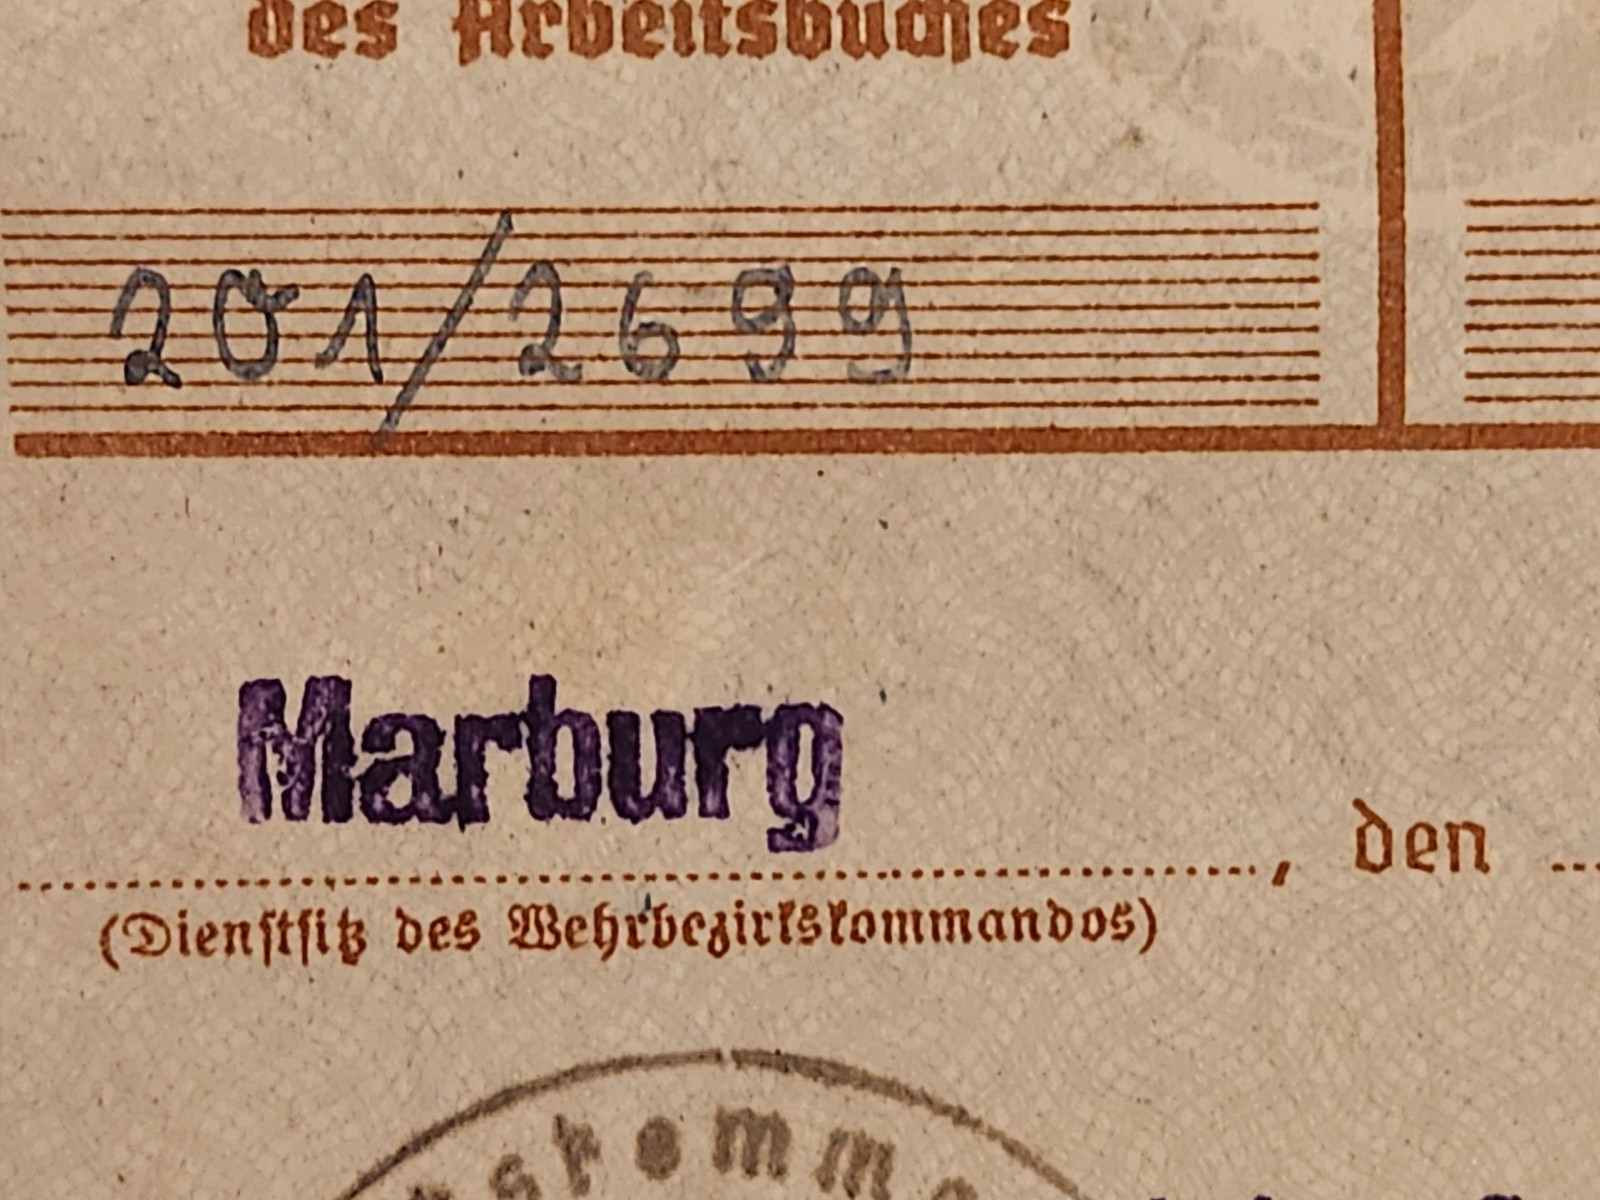 des Arbeitsbuches
201/2699
Marburg
, den
(Dienstsitz des Wehrbezirkskommandos)